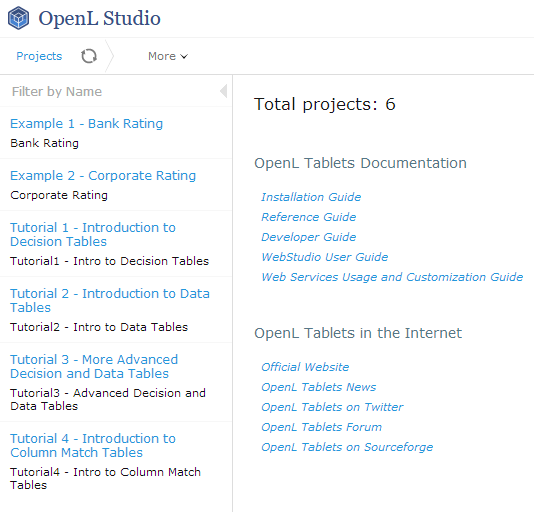 OpenL Studio
Projects
More
Filter by Name
Example 1 - Bank Rating
Bank Rating
Example 2 - Corporate Rating
Corporate Rating
Tutorial 1 - Introduction to
Decision Tables
Tutorial1 - Intro to Decision Tables
Tutorial 2 - Introduction to Data
Tables
Tutorial2 - Intro to Data Tables
Tutorial 3 - More Advanced
Decision and Data Tables
Tutorial3 - Advanced Decision and
Data Tables
Tutorial 4 - Introduction to
Column Match Tables
Tutorial4 - Intro to Column Match
Tables
Total projects: 6
OpenL Tablets Documentation
Installation Guide
Reference Guide
Developer Guide
WebStudio User Guide
Web Services Usage and Customization Guide
OpenL Tablets in the Internet
Official Website
OpenL Tablets News
OpenL Tablets on Twitter
OpenL Tablets Forum
OpenL Tablets on Sourceforge